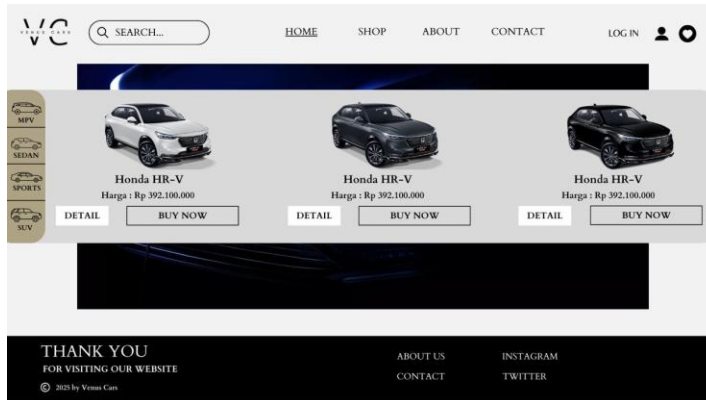 VC
VENUS CARS
SEARCH...
HOME
SHOP
ABOUT
CONTACT
LOG IN
MPV
SEDAN
SPORTS
SUV
Honda HR-V
Harga : Rp 392.100.000
DETAIL
BUY NOW
Honda HR-V
Harga : Rp 392.100.000
DETAIL
BUY NOW
Honda HR-V
Harga : Rp 392.100.000
DETAIL
BUY NOW
THANK YOU
FOR VISITING OUR WEBSITE
© 2025 by Venus Cars
ABOUT US
CONTACT
INSTAGRAM
TWITTER